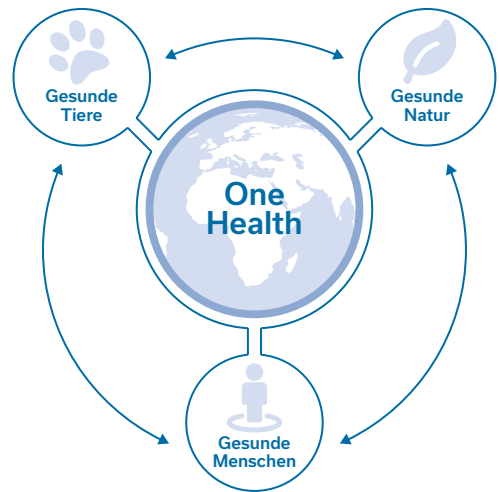 Gesunde
Tiere
Gesunde
Natur
One
Health
Gesunde
Menschen